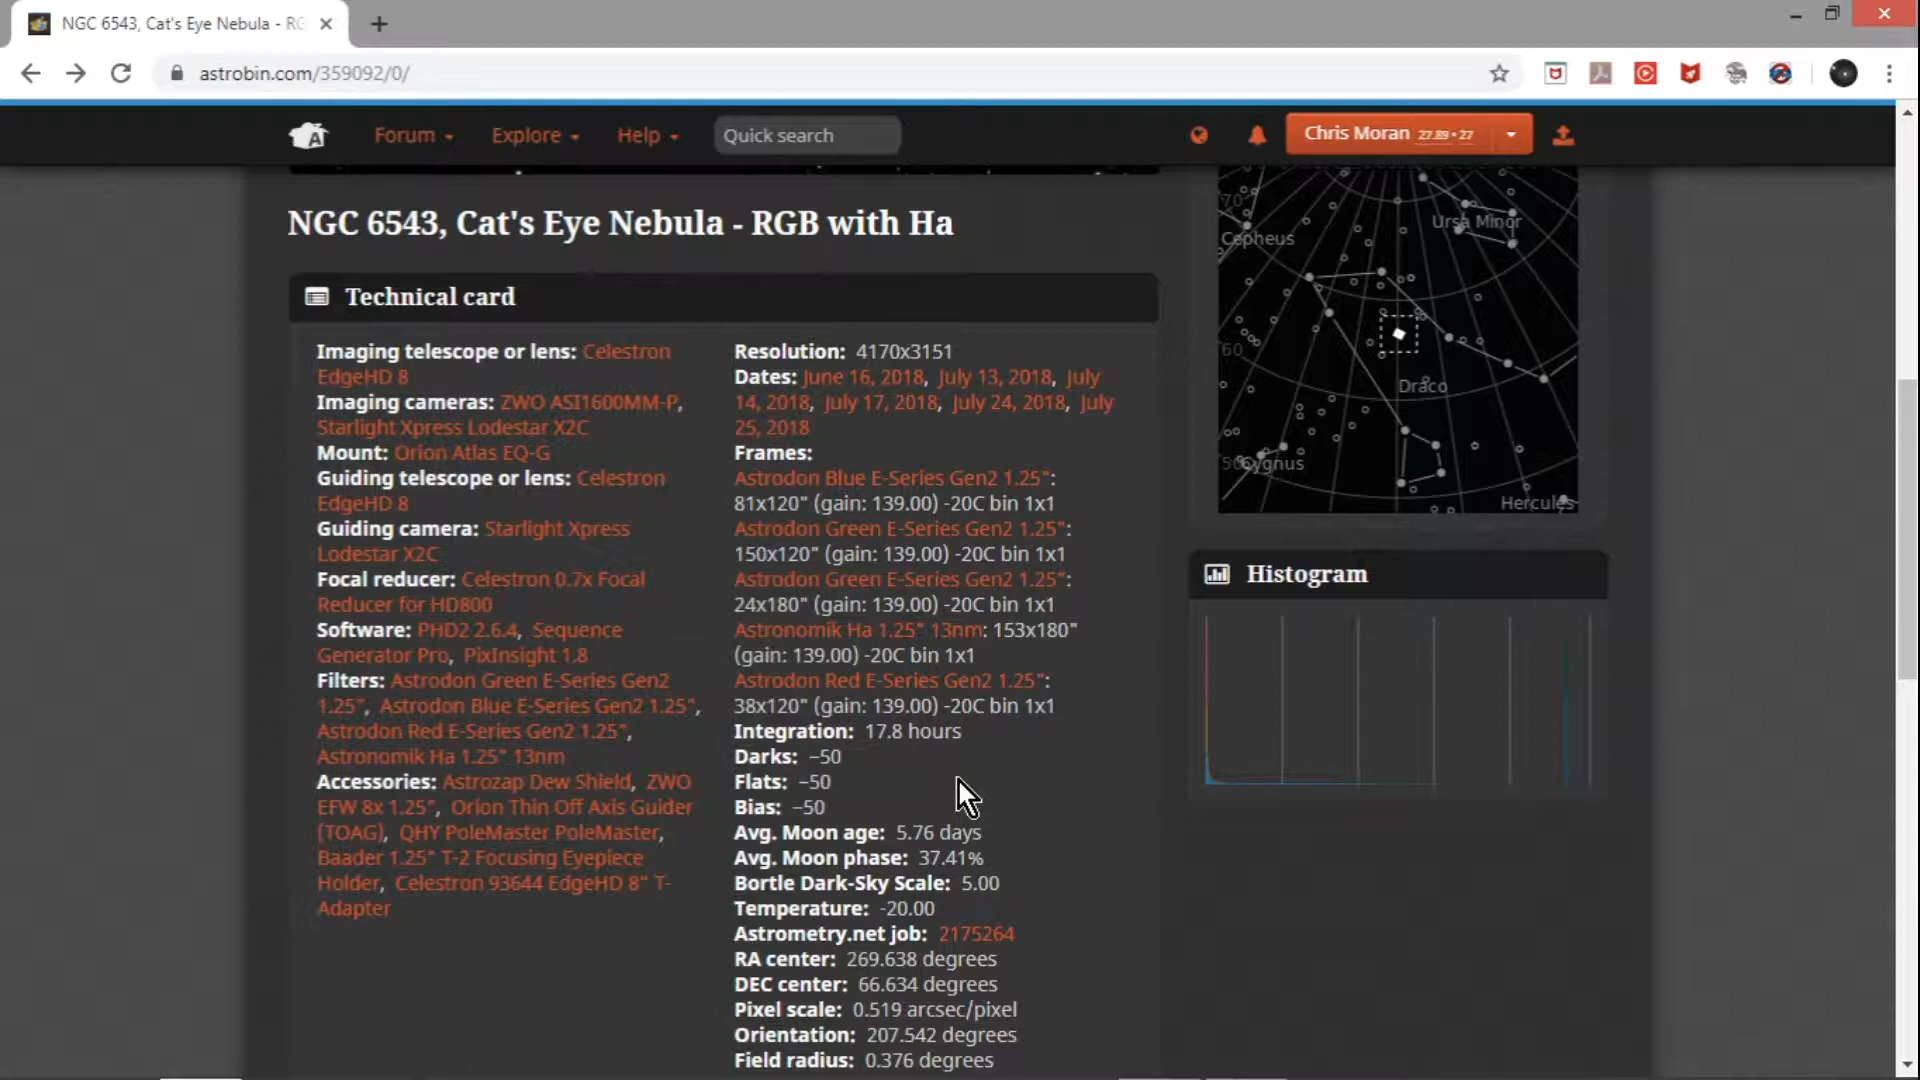 NGC 6543, Cat's Eye Nebula - RG
astrobin.com/359092/0/
Forum
Explore
Help
Quick search
Chris Moran 27.89 • 27
NGC 6543, Cat's Eye Nebula - RGB with Ha
Technical card
Imaging telescope or lens: Celestron
EdgeHD 8
Imaging cameras: ZWO ASI1600MM-P,
Starlight Xpress Lodestar X2C
Mount: Orion Atlas EQ-G
Guiding telescope or lens: Celestron
EdgeHD 8
Guiding camera: Starlight Xpress
Lodestar X2C
Focal reducer: Celestron 0.7x Focal
Reducer for HD800
Software: PHD2 2.6.4, Sequence
Generator Pro, PixInsight 1.8
Filters: Astrodon Green E-Series Gen2
1.25", Astrodon Blue E-Series Gen2 1.25",
Astrodon Red E-Series Gen2 1.25",
Astronomik Ha 1.25" 13nm
Accessories: Astrozap Dew Shield, ZWO
EFW 8x 1.25", Orion Thin Off Axis Guider
(TOAG), QHY PoleMaster PoleMaster,
Baader 1.25" T-2 Focusing Eyepiece
Holder, Celestron 93644 EdgeHD 8" T-
Adapter
Resolution: 4170x3151
Dates: June 16, 2018, July 13, 2018, July
14, 2018, July 17, 2018, July 24, 2018, July
25, 2018
Frames:
Astrodon Blue E-Series Gen2 1.25":
81x120" (gain: 139.00) -20C bin 1x1
Astrodon Green E-Series Gen2 1.25":
150x120" (gain: 139.00) -20C bin 1x1
Astrodon Green E-Series Gen2 1.25":
24x180" (gain: 139.00) -20C bin 1x1
Astronomik Ha 1.25" 13nm: 153x180"
(gain: 139.00) -20C bin 1x1
Astrodon Red E-Series Gen2 1.25":
38x120" (gain: 139.00) -20C bin 1x1
Integration: 17.8 hours
Darks: ~50
Flats: ~50
Bias: ~50
Avg. Moon age: 5.76 days
Avg. Moon phase: 37.41%
Bortle Dark-Sky Scale: 5.00
Temperature: -20.00
Astrometry.net job: 2175264
RA center: 269.638 degrees
DEC center: 66.634 degrees
Pixel scale: 0.519 arcsec/pixel
Orientation: 207.542 degrees
Field radius: 0.376 degrees
70
Ursa Minor
Cepheus
60
Draco
50
Cygnus
Hercules
Histogram